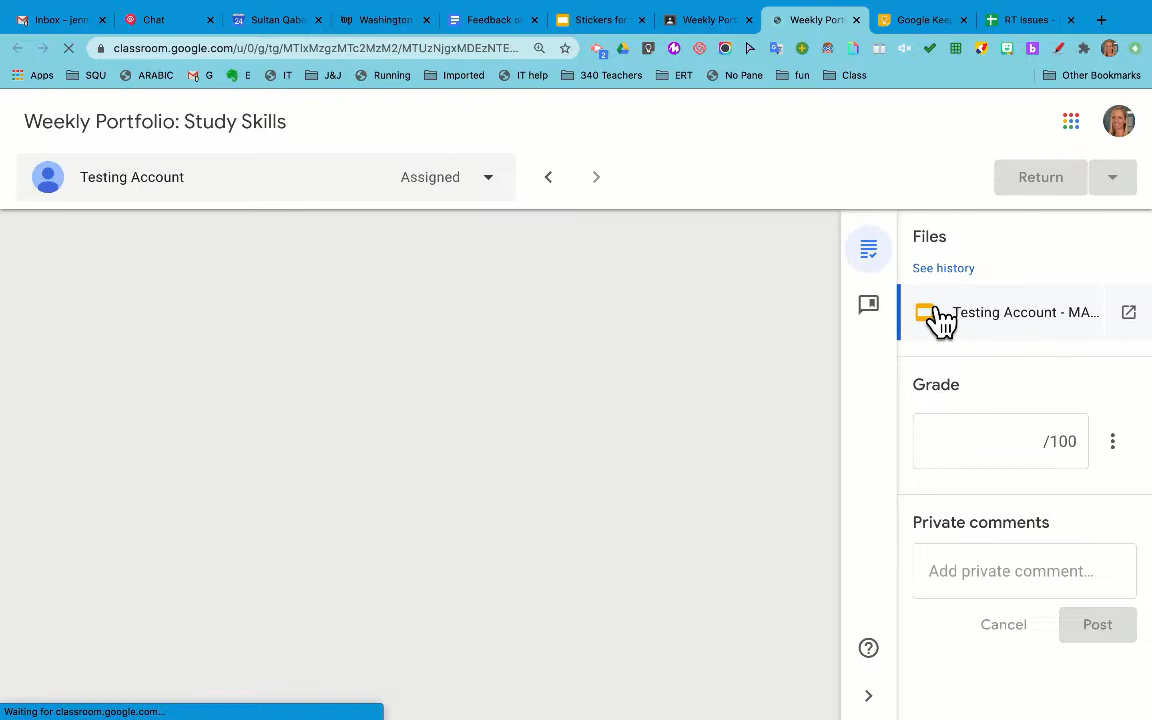 Inbox - jenn
Chat
Sultan Qabo
Washington
Feedback o
Stickers for
Weekly Port
Weekly Port
Google Kee
RT Issues -
classroom.google.com/u/0/g/tg/MTIxMzgzMTc2MzM2/MTUzNjgxMDEzNTE...
Apps SQU ARABIC G E IT J&J Running Imported IT help 340 Teachers ERT No Pane fun Class Other Bookmarks
Weekly Portfolio: Study Skills
Testing Account Assigned Return
Files
See history
Testing Account - MA...
Grade
/100
Private comments
Add private comment...
Cancel Post
Waiting for classroom.google.com...